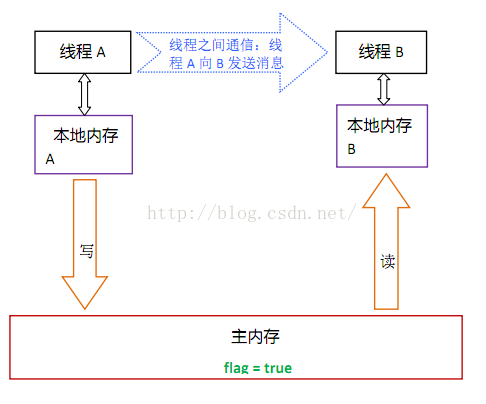 线程 A
线程之间通信：线
程 A 向 B 发送消息
线程 B
本地内存
A
本地内存
B
http://blog.csdn.net/
写
读
主内存
flag = true